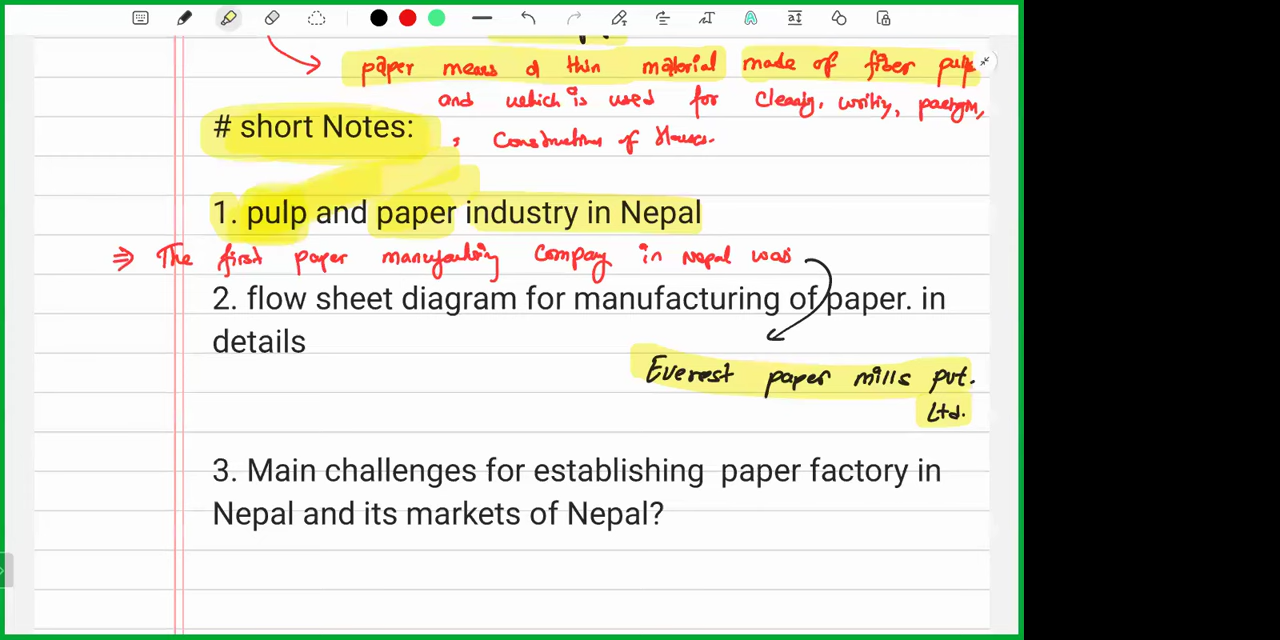 paper means a thin material made of fiber pulp
and which is used for cleanly, writing,
, Construction of Houses.
# short Notes:
1. pulp and paper industry in Nepal
⇒ The first paper manufacturing Company in Nepal was
2. flow sheet diagram for manufacturing of paper. in
details
Everest paper mills pvt.
Ltd.
3. Main challenges for establishing paper factory in
Nepal and its markets of Nepal?